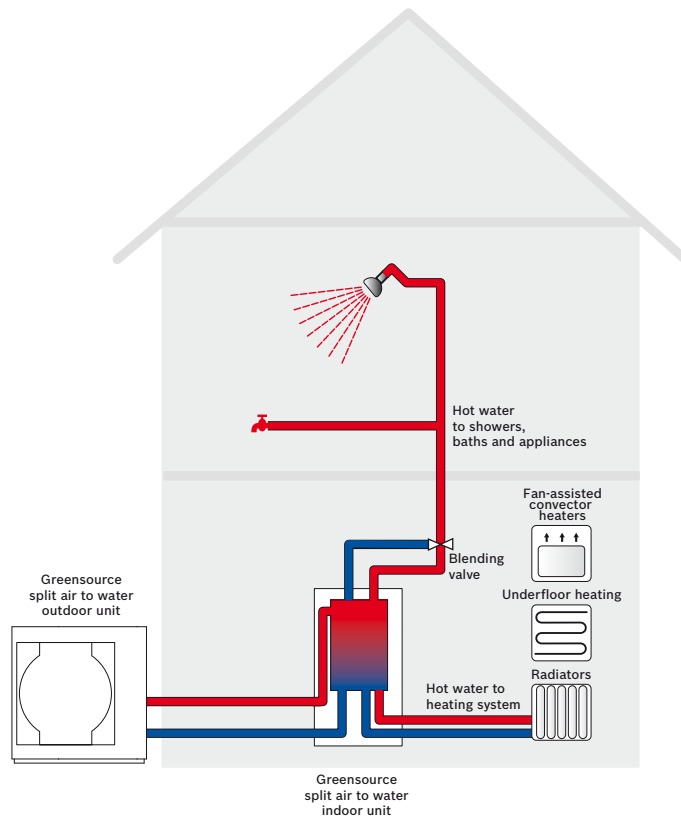 Hot water
to showers,
baths and appliances
Fan-assisted
convector
heaters
Blending
valve
Greensource
split air to water
outdoor unit
Underfloor heating
Radiators
Hot water to
heating system
Greensource
split air to water
indoor unit